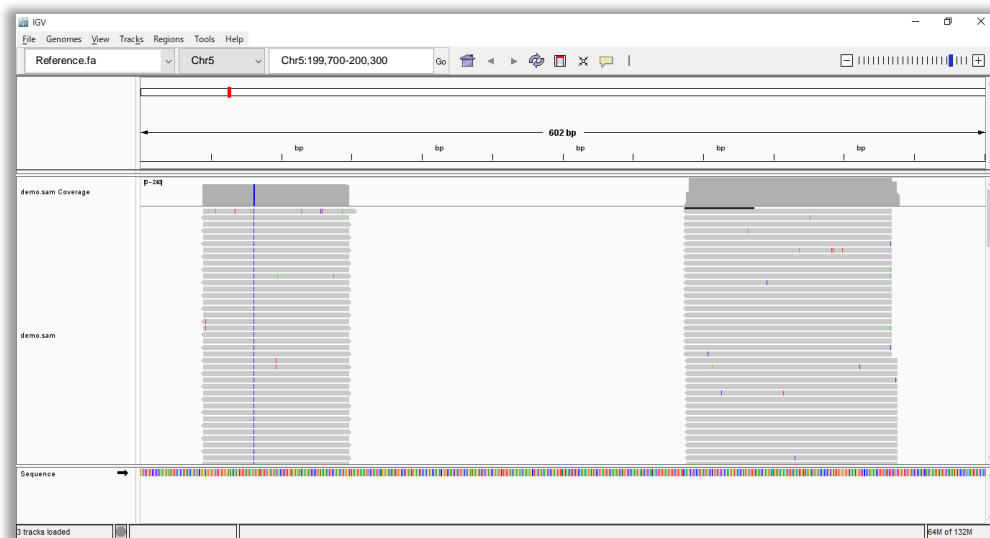 IGV
File Genomes View Tracks Regions Tools Help
Reference.fa Chr5 Chr5:199,700-200,300 Go
602 bp
bp bp bp bp bp
demo.sam Coverage
[0 - 240]
demo.sam
Sequence
3 tracks loaded
64M of 132M